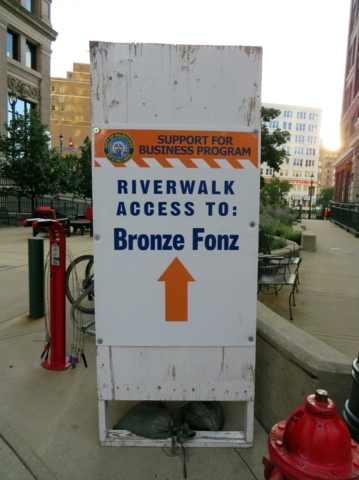 SUPPORT FOR
BUSINESS PROGRAM
RIVERWALK
ACCESS TO:
Bronze Fonz